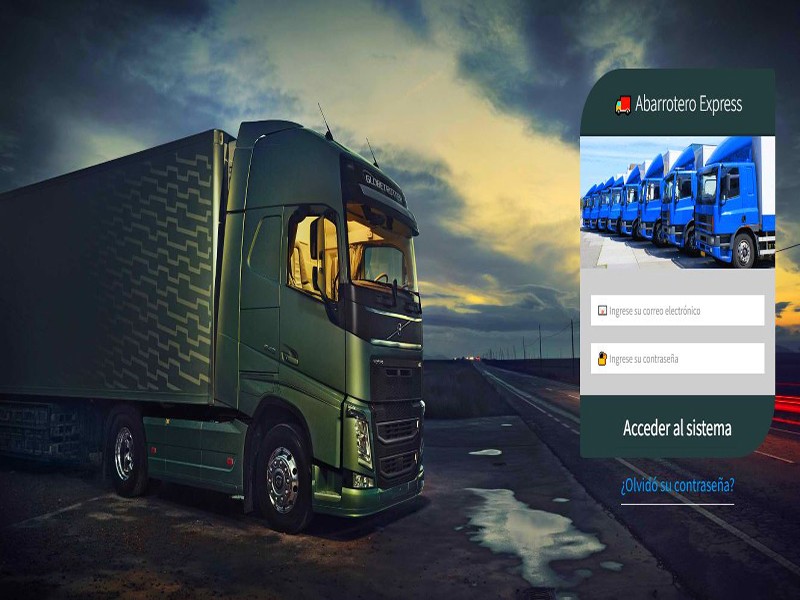 Abarrotero Express
GLOBETROTTER
Ingrese su correo electrónico
Ingrese su contraseña
Acceder al sistema
¿Olvidó su contraseña?